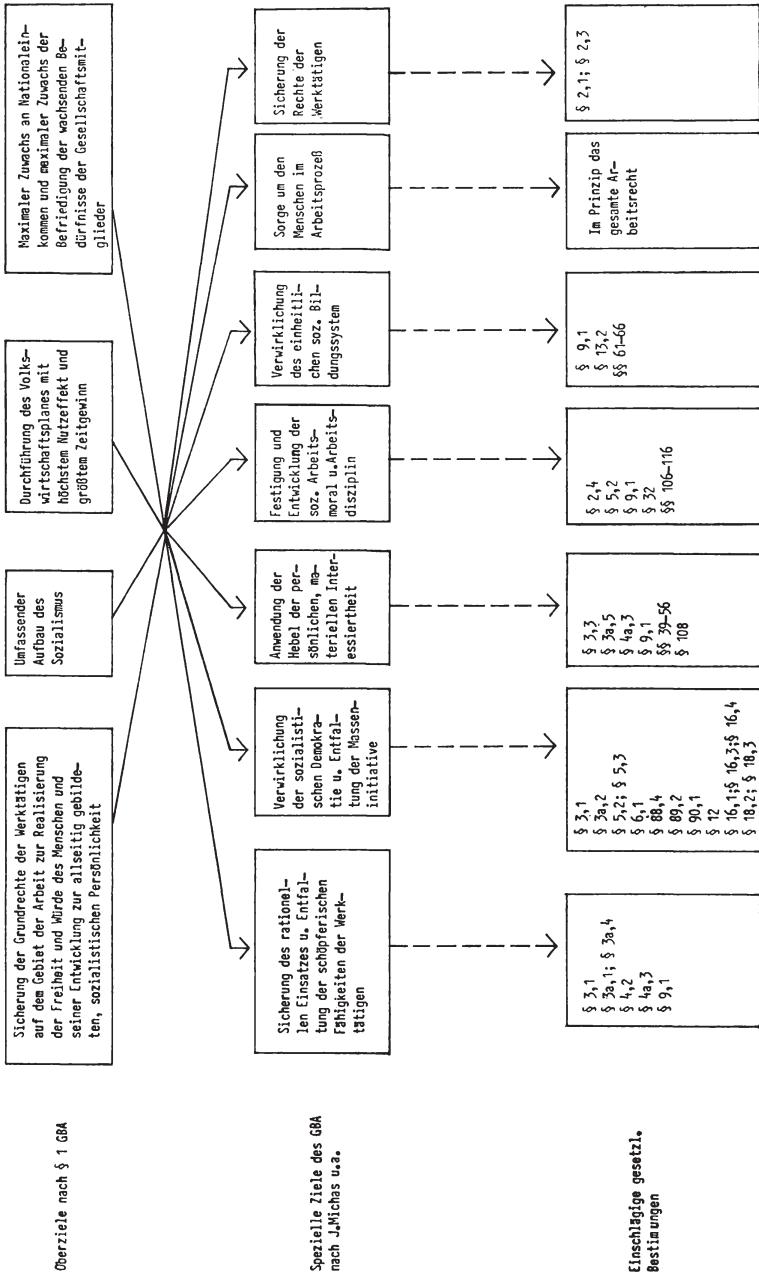 Oberziele nach § 1 GBA
Sicherung der Grundrechte der Werktätigen
auf dem Gebiet der Arbeit zur Realisierung
der Freiheit und Würde des Menschen und
seiner Entwicklung zur allseitig gebilde-
ten, sozialistischen Persönlichkeit
Umfassender
Aufbau des
Sozialismus
Durchführung des Volks-
wirtschaftsplanes mit
höchstem Nutzeffekt und
größtem Zeitgewinn
Maximaler Zuwachs an Nationalein-
kommen und maximaler Zuwachs der
Befriedigung der wachsenden Be-
dürfnisse der Gesellschaftsmit-
glieder
Spezielle Ziele des GBA
nach J.Michas u.a.
Sicherung des rationel-
len Einsatzes u. Entfal-
tung der schöpferischen
Fähigkeiten der Werk-
tätigen
Verwirklichung
der sozialisti-
schen Demokra-
tie u. Entfal-
tung der Massen-
initiative
Anwendung der
Hebel der per-
sönlichen, ma-
teriellen Inter-
essiertheit
Festigung und
Entwicklung der
soz. Arbeits-
moral u.Arbeits-
disziplin
Verwirklichung
des einheitli-
chen soz. Bil-
dungssystem
Sorge um den
Menschen im
Arbeitsprozeß
Sicherung der
Rechte der
Werktätigen
Einschlägige gesetzl.
Bestimungen
§ 3,1
§ 3a,1; § 3a,4
§ 4,2
§ 4a,3
§ 9,1
§ 3,1
§ 3a,2
§ 5,2; § 5,3
§ 6,1
§ 88,4
§ 89,2
§ 90,1
§ 12
§ 16,1;§ 16,3;§ 16,4
§ 18,2; § 18,3
§ 3,3
§ 3a,5
§ 4a,3
§ 9,1
§§ 39-56
§ 108
§ 2,4
§ 5,2
§ 9,1
§ 32
§§ 106-116
§ 9,1
§ 13,2
§§ 61-66
Im Prinzip das
gesamte Ar-
beitsrecht
§ 2,1; § 2,3